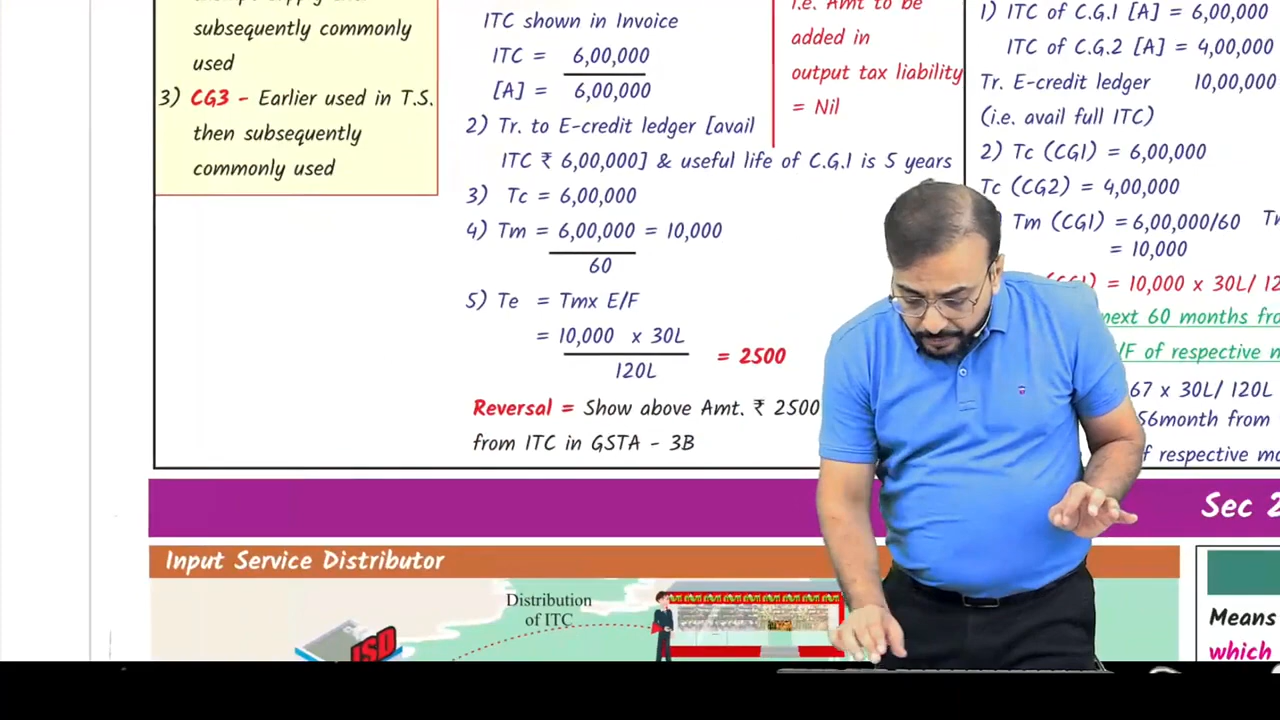 subsequently commonly
used
3) CG3 - Earlier used in T.S.
then subsequently
commonly used
ITC shown in Invoice
ITC = 6,00,000
[A] = 6,00,000
2) Tr. to E-credit ledger [avail
ITC ₹ 6,00,000] & useful life of C.G.1 is 5 years
3) Tc = 6,00,000
4) Tm = 6,00,000 = 10,000
60
5) Te = Tmx E/F
= 10,000 x 30L
120L
= 2500
Reversal = Show above Amt. ₹ 2500
from ITC in GSTA - 3B
i.e. Amt to be
added in
output tax liability
= Nil
1) ITC of C.G.1 [A] = 6,00,000
ITC of C.G.2 [A] = 4,00,000
Tr. E-credit ledger 10,00,000
(i.e. avail full ITC)
2) Tc (CG1) = 6,00,000
Tc (CG2) = 4,00,000
Tm (CG1) = 6,00,000/60
= 10,000
= 10,000 x 30L/
next 60 months
/F of respective
67 x 30L/ 120L
56month from
respective
Sec
Input Service Distributor
Distribution
of ITC
ISD
Means
which